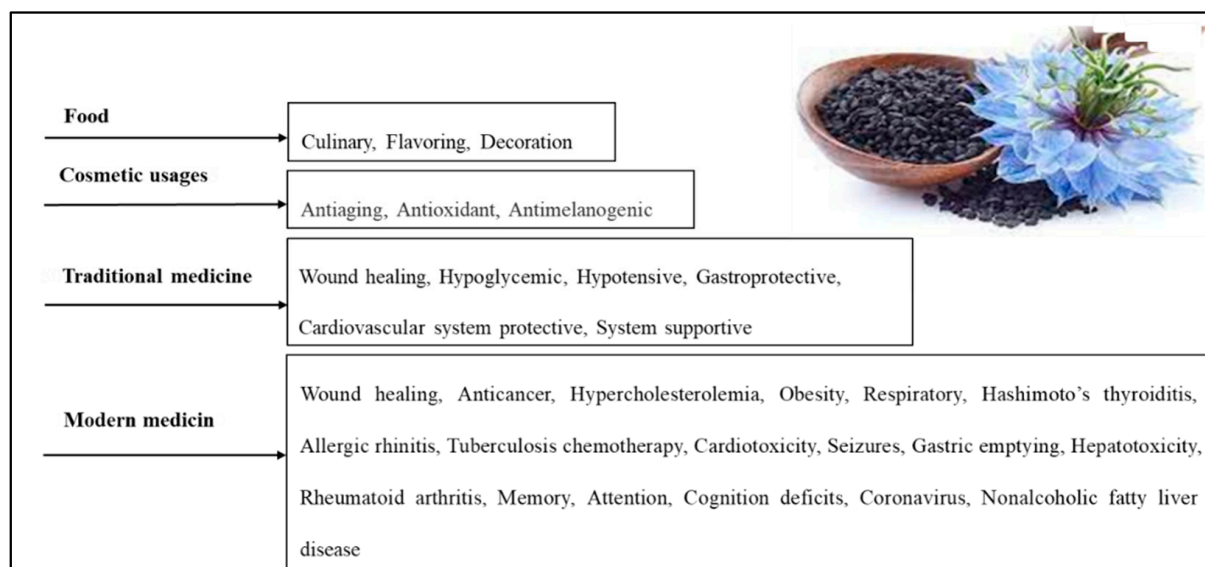 Food
Culinary, Flavoring, Decoration
Cosmetic usages
Antiaging, Antioxidant, Antimelanogenic
Traditional medicine
Wound healing, Hypoglycemic, Hypotensive, Gastroprotective,
Cardiovascular system protective, System supportive
Modern medicin
Wound healing, Anticancer, Hypercholesterolemia, Obesity, Respiratory, Hashimoto’s thyroiditis,
Allergic rhinitis, Tuberculosis chemotherapy, Cardiotoxicity, Seizures, Gastric emptying, Hepatotoxicity,
Rheumatoid arthritis, Memory, Attention, Cognition deficits, Coronavirus, Nonalcoholic fatty liver
disease